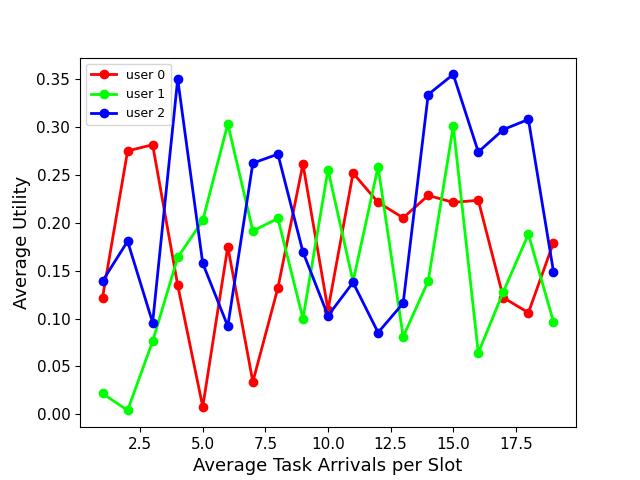 user 0
user 1
user 2
0.35
0.30
0.25
0.20
0.15
0.10
0.05
0.00
Average Utility
2.5 5.0 7.5 10.0 12.5 15.0 17.5
Average Task Arrivals per Slot